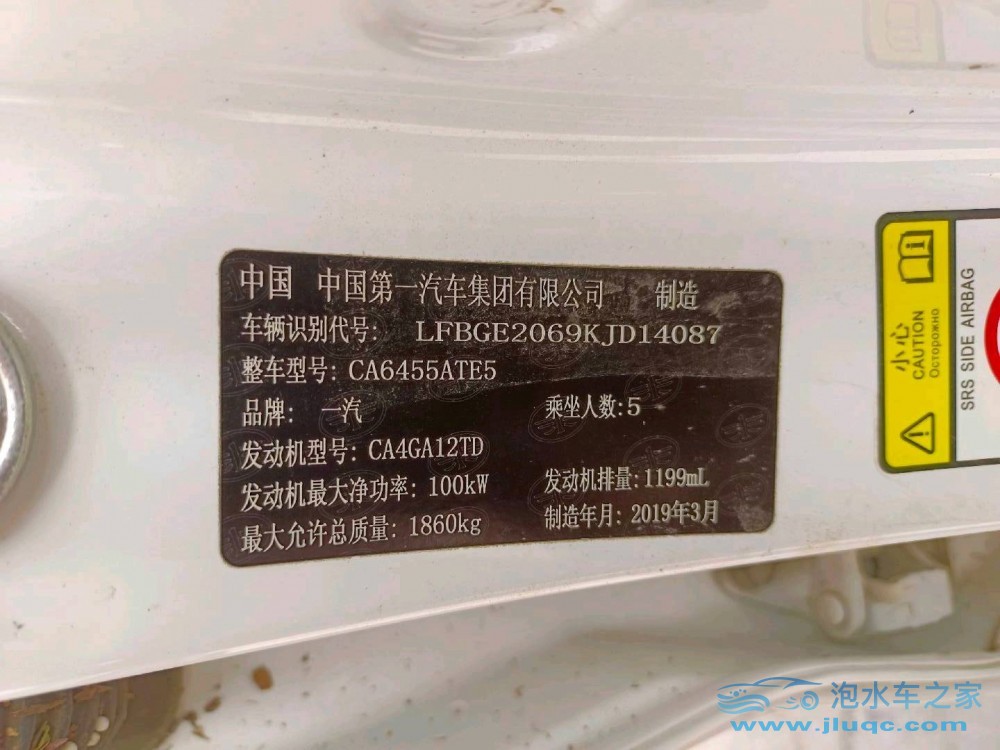 中国 中国第一汽车集团有限公司 制造
车辆识别代号: LFBGE2069KJD14087
整车型号: CA6455ATE5
品牌: 一汽 乘坐人数:5
发动机型号: CA4GA12TD
发动机最大净功率: 100kW 发动机排量:1199mL
最大允许总质量: 1860kg 制造年月: 2019年3月
小心
CAUTION
Осторожно
SRS SIDE AIRBAG
泡水车之家
www.jluqc.com